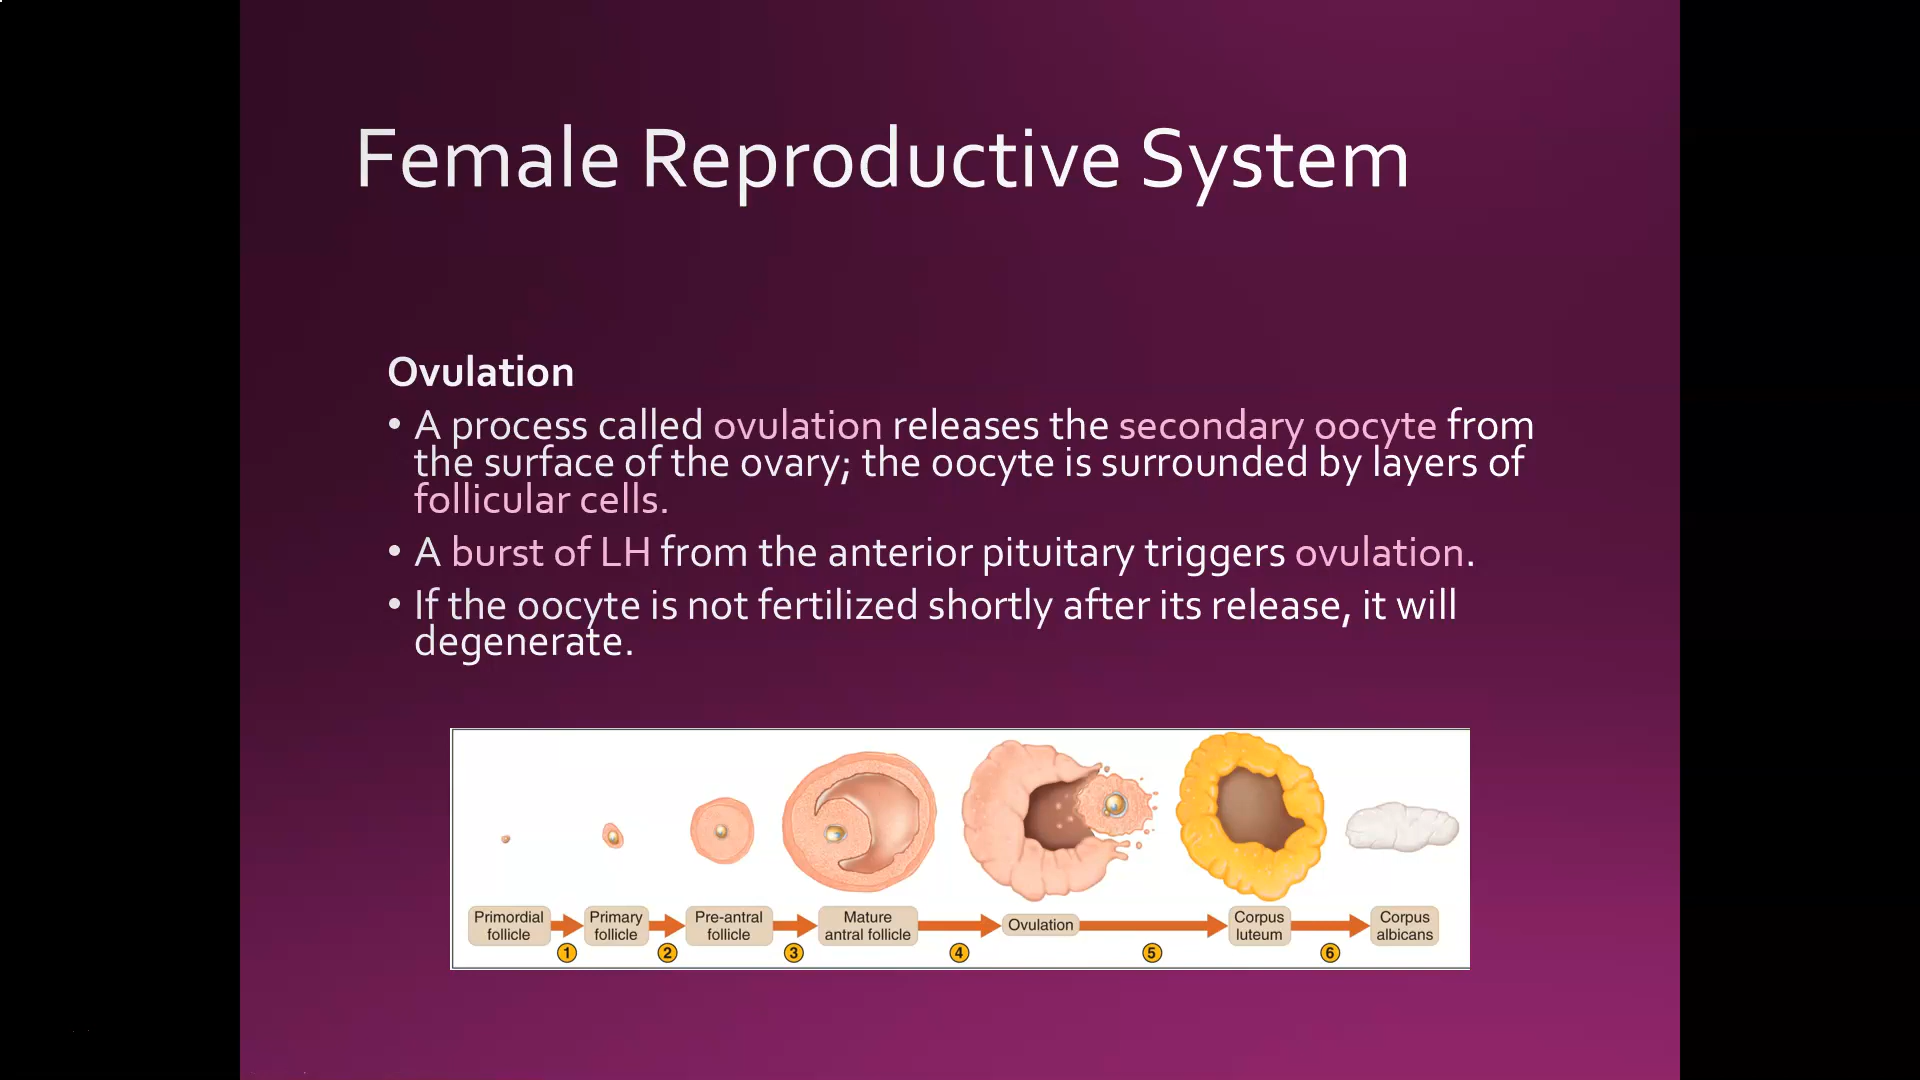 Female Reproductive System
Ovulation
• A process called ovulation releases the secondary oocyte from
the surface of the ovary; the oocyte is surrounded by layers of
follicular cells.
• A burst of LH from the anterior pituitary triggers ovulation.
• If the oocyte is not fertilized shortly after its release, it will
degenerate.
Primordial
follicle
Primary
follicle
Pre-antral
follicle
Mature
antral follicle
Ovulation
Corpus
luteum
Corpus
albicans
1
2
3
4
5
6